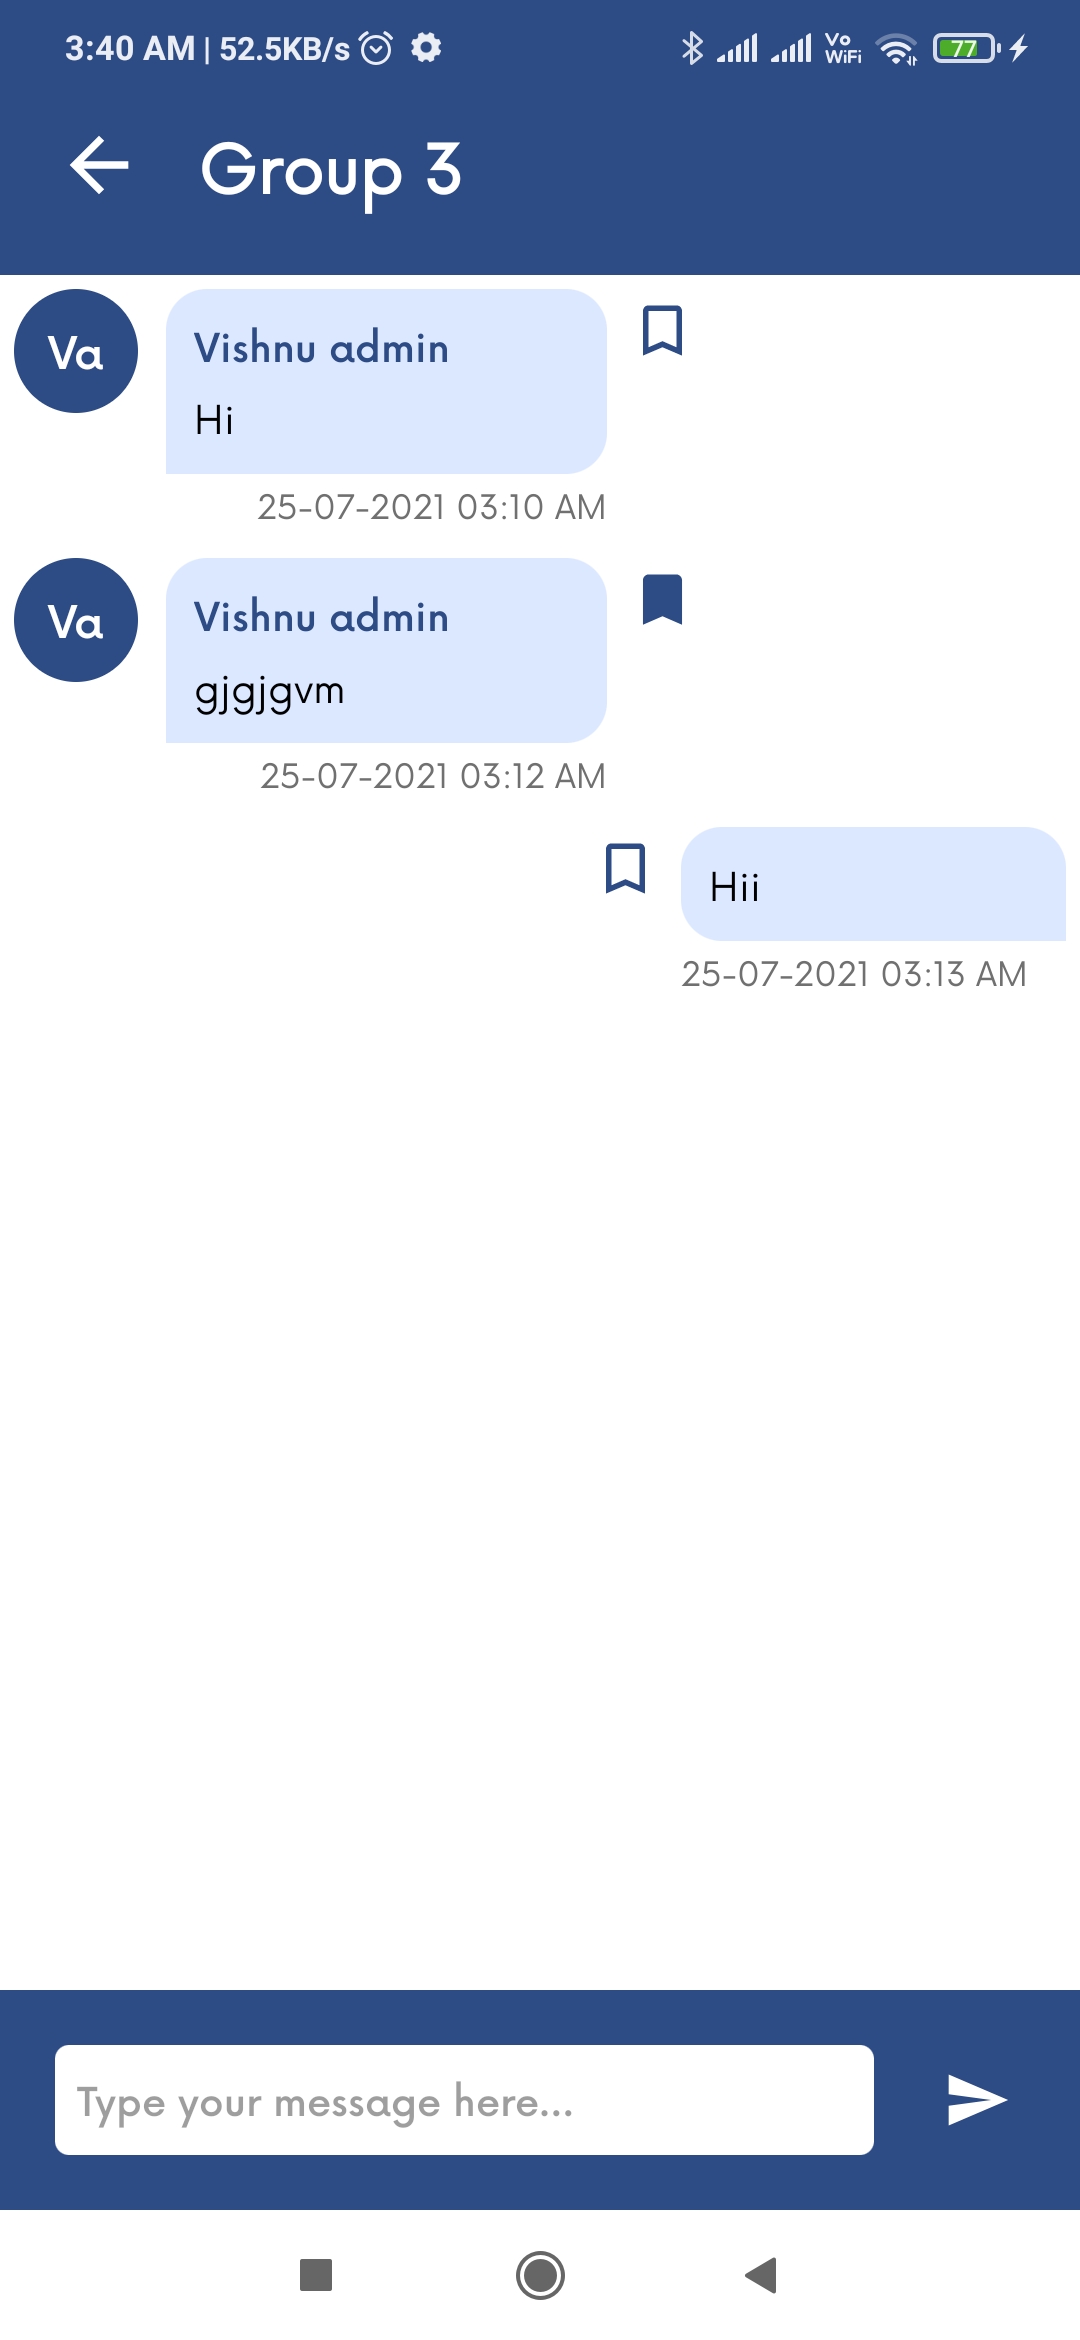 3:40 AM | 52.5KB/s Vo WiFi 77
Group 3
Va
Vishnu admin
Hi
25-07-2021 03:10 AM
Va
Vishnu admin
gjgjgvm
25-07-2021 03:12 AM
Hii
25-07-2021 03:13 AM
Type your message here...